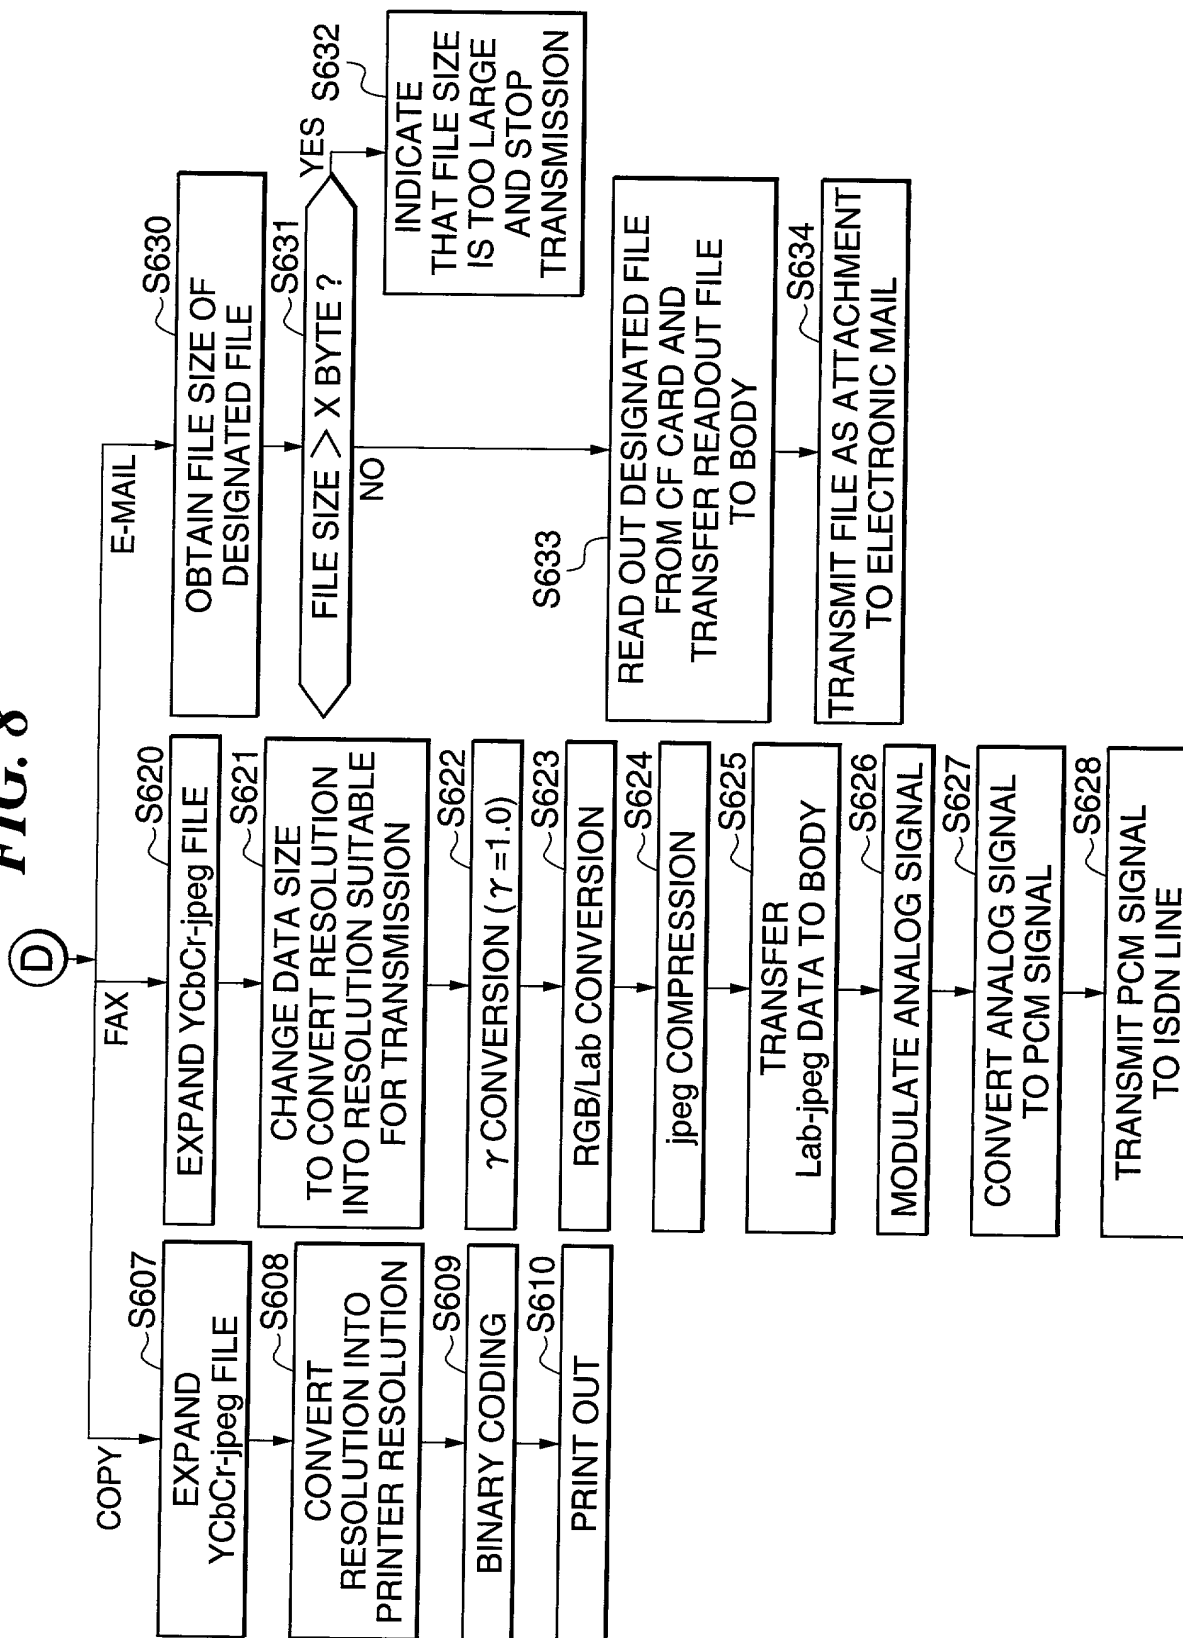 FIG. 8
D
COPY
FAX
E-MAIL
S607
EXPAND
YCbCr-jpeg FILE
S608
CONVERT
RESOLUTION INTO
PRINTER RESOLUTION
S609
BINARY CODING
S610
PRINT OUT
S620
EXPAND YCbCr-jpeg FILE
S621
CHANGE DATA SIZE
TO CONVERT RESOLUTION
INTO RESOLUTION SUITABLE
FOR TRANSMISSION
S622
γ CONVERSION (γ=1.0)
S623
RGB/Lab CONVERSION
S624
jpeg COMPRESSION
S625
TRANSFER
Lab-jpeg DATA TO BODY
S626
MODULATE ANALOG SIGNAL
S627
CONVERT ANALOG SIGNAL
TO PCM SIGNAL
S628
TRANSMIT PCM SIGNAL
TO ISDN LINE
S630
OBTAIN FILE SIZE OF
DESIGNATED FILE
S631
FILE SIZE > X BYTE ?
YES
NO
S632
INDICATE
THAT FILE SIZE
IS TOO LARGE
AND STOP
TRANSMISSION
S633
READ OUT DESIGNATED FILE
FROM CF CARD AND
TRANSFER READOUT FILE
TO BODY
S634
TRANSMIT FILE AS ATTACHMENT
TO ELECTRONIC MAIL